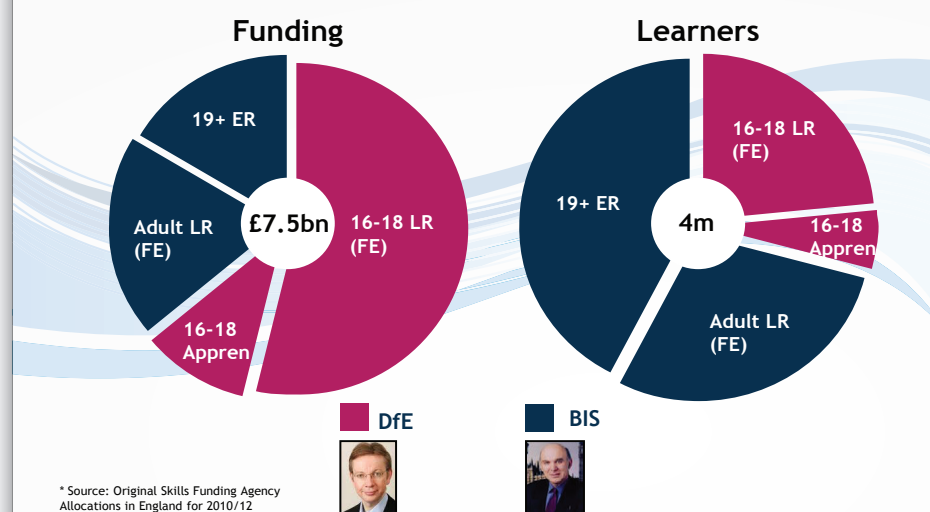 Funding
Learners
19+ ER
Adult LR
(FE)
£7.5bn
16-18 LR
(FE)
16-18
Appren
16-18 LR
(FE)
19+ ER
4m
16-18
Appren
Adult LR
(FE)
DfE
BIS
* Source: Original Skills Funding Agency
Allocations in England for 2010/12